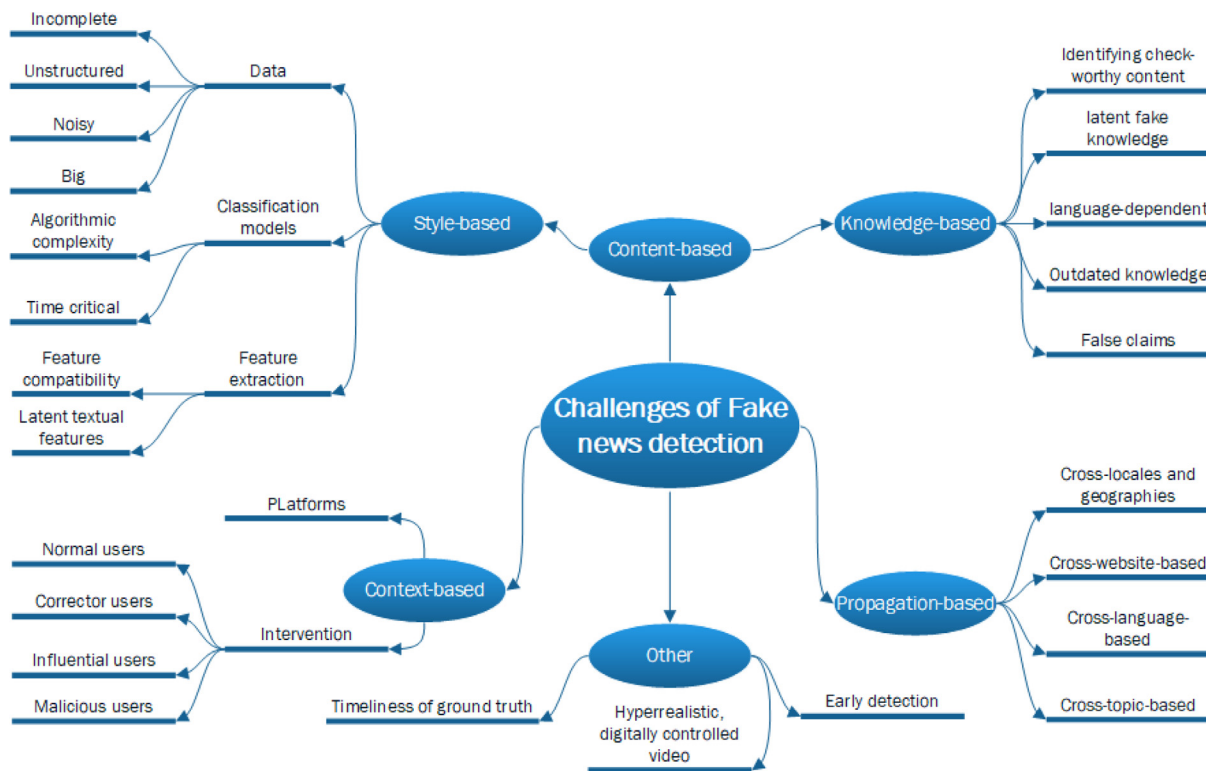 Incomplete
Unstructured
Noisy
Big
Data
Algorithmic
complexity
Time critical
Classification
models
Feature
compatibility
Latent textual
features
Feature
extraction
Style-based
Content-based
Knowledge-based
Identifying check-
worthy content
latent fake
knowledge
language-dependent
Outdated knowledge
False claims
Challenges of Fake
news detection
PLatforms
Context-based
Normal users
Corrector users
Influential users
Malicious users
Intervention
Other
Timeliness of ground truth
Hyperrealistic,
digitally controlled
video
Early detection
Propagation-based
Cross-locales and
geographies
Cross-website-based
Cross-language-
based
Cross-topic-based